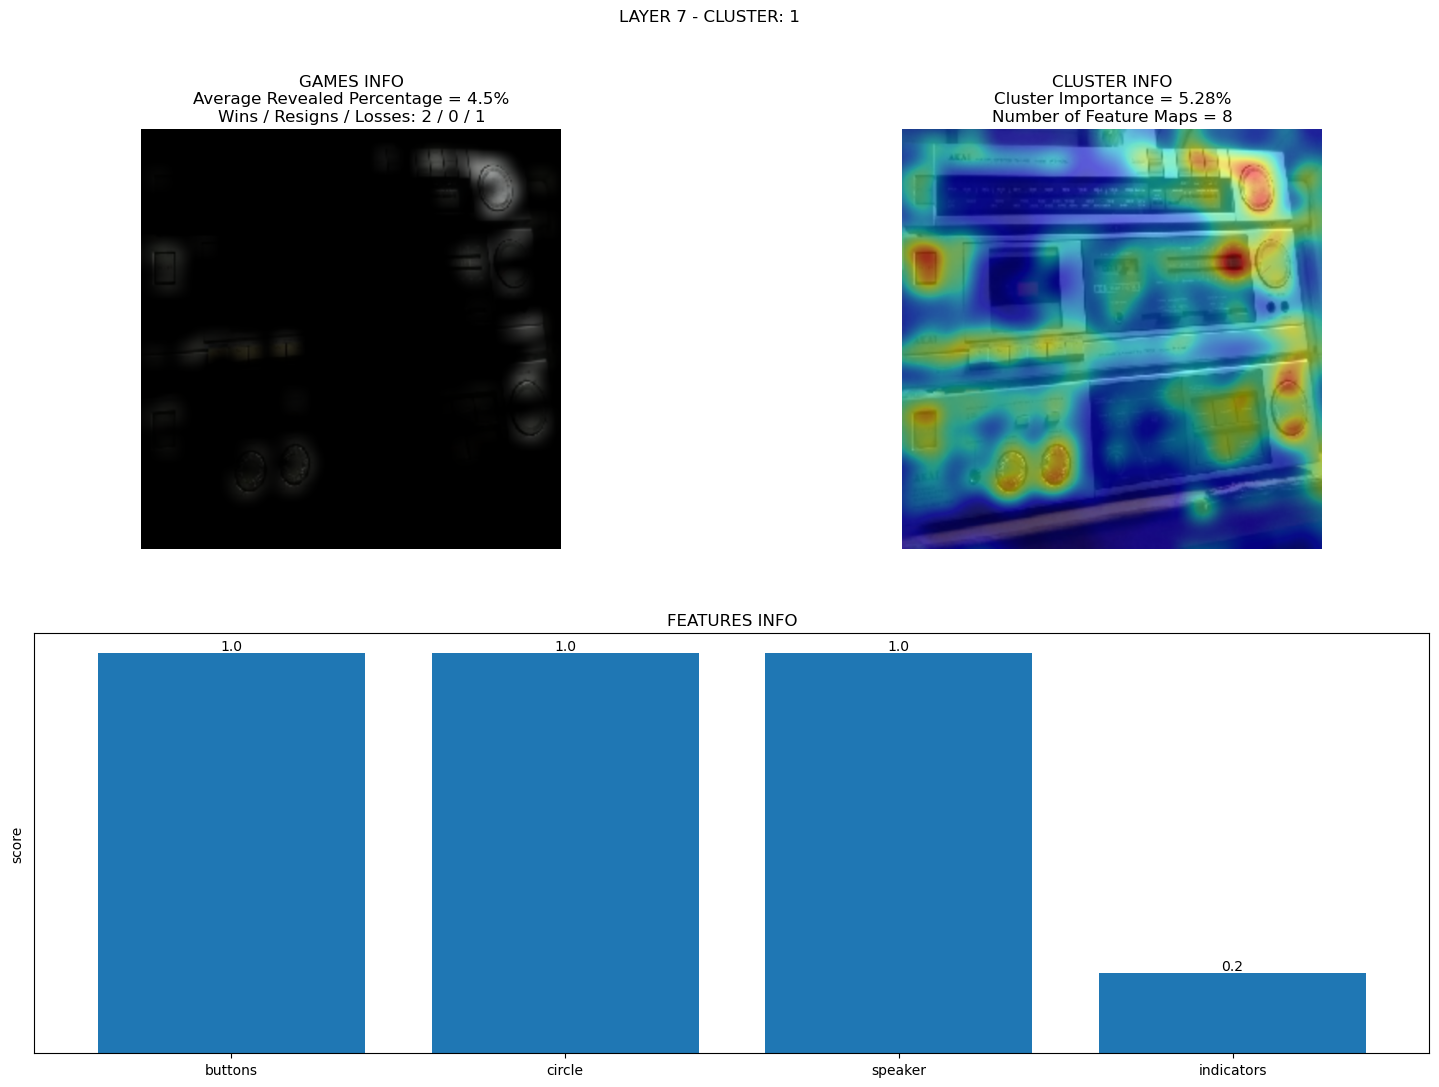 LAYER 7 - CLUSTER: 1
GAMES INFO
Average Revealed Percentage = 4.5%
Wins / Resigns / Losses: 2 / 0 / 1
CLUSTER INFO
Cluster Importance = 5.28%
Number of Feature Maps = 8
AKAI
FEATURES INFO
score
1.0
1.0
1.0
0.2
buttons
circle
speaker
indicators